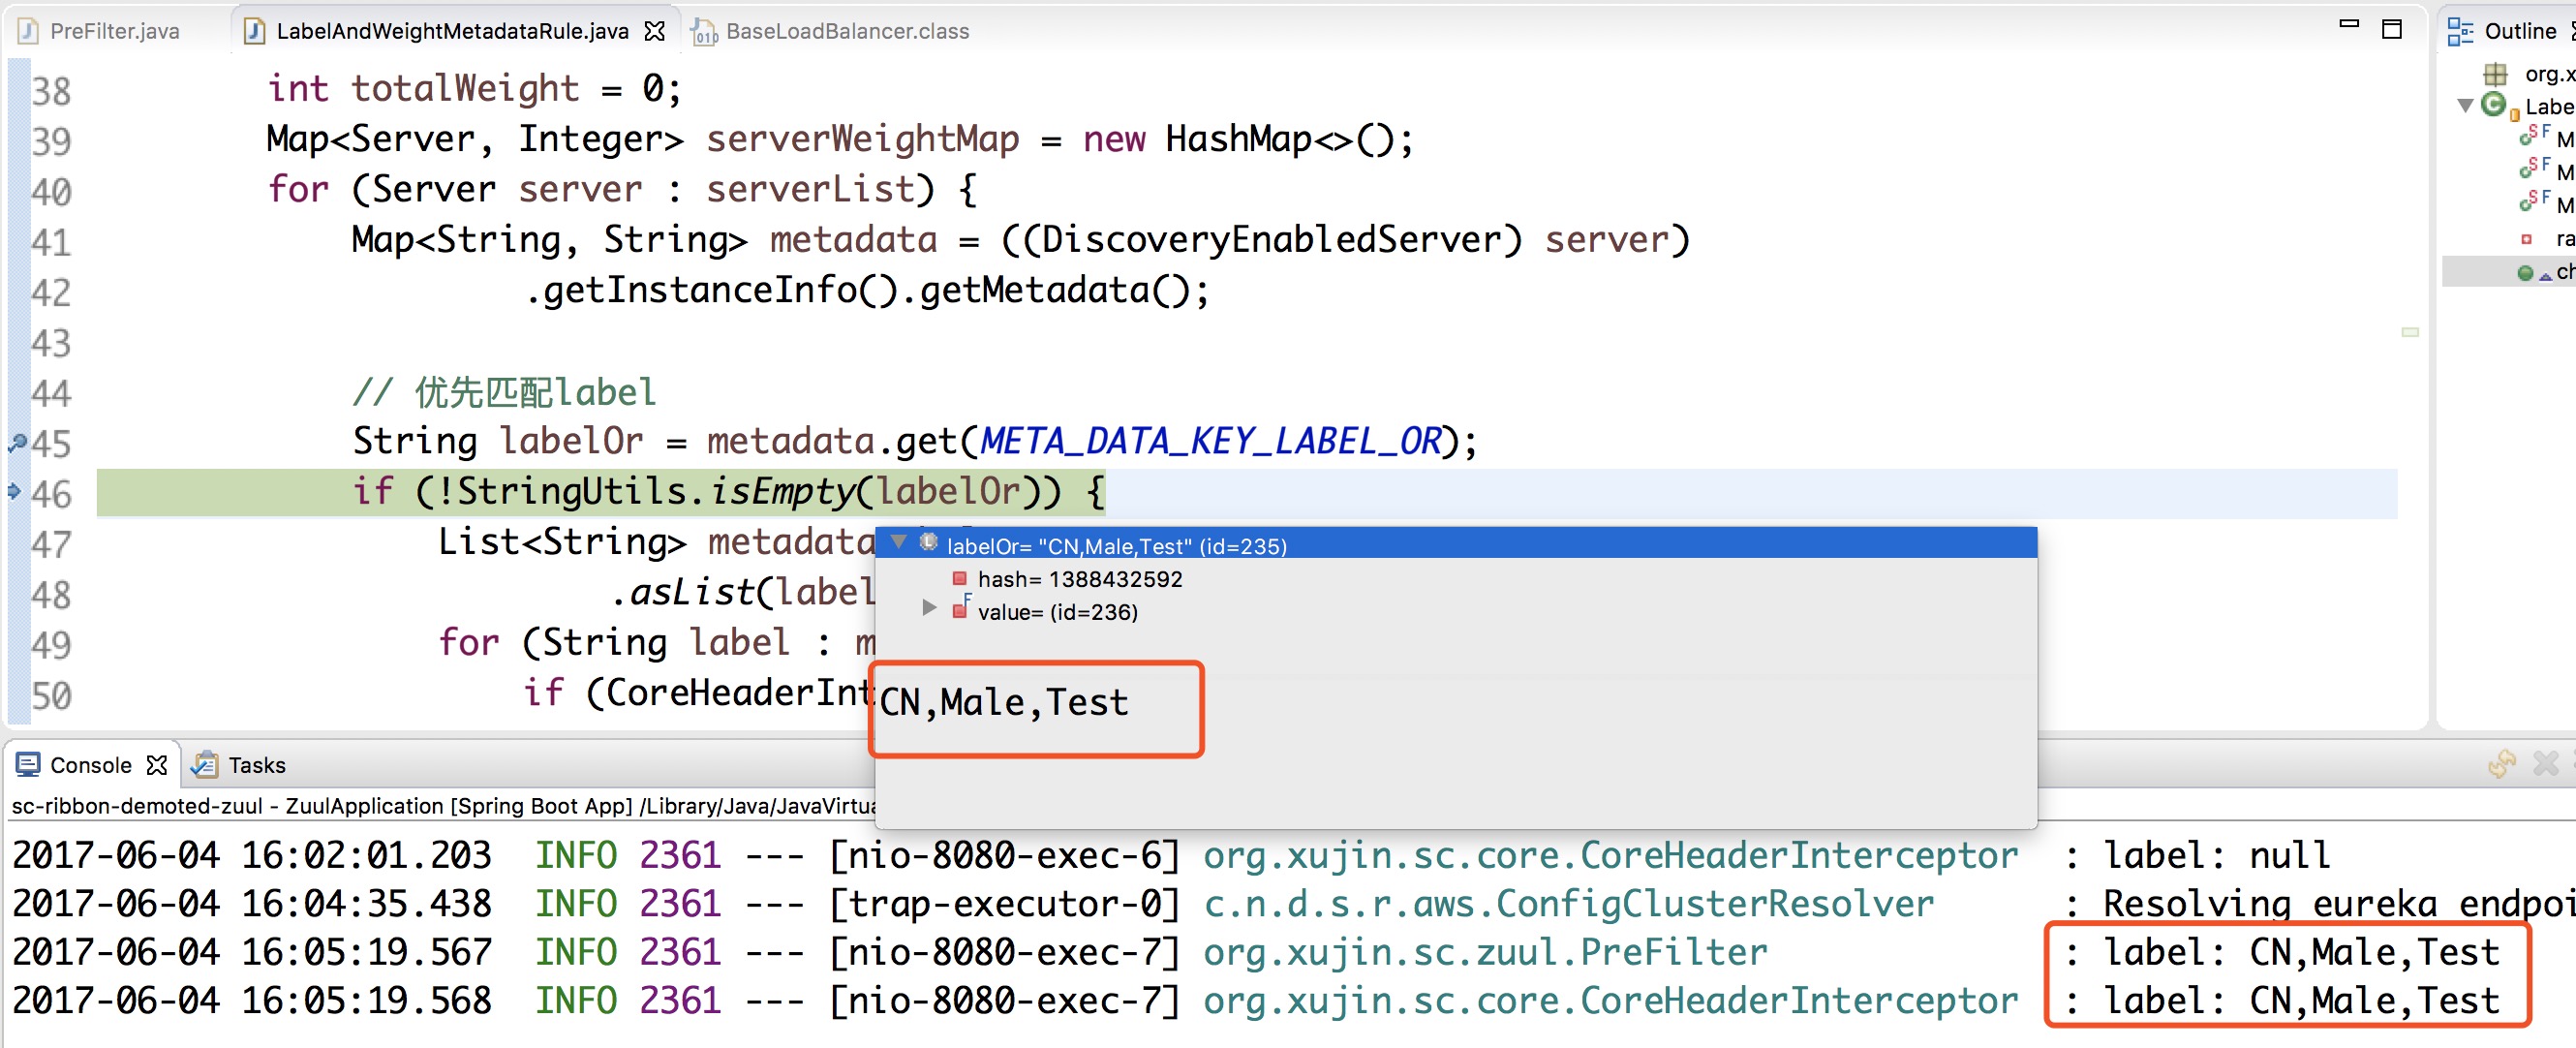 PreFilter.java LabelAndWeightMetadataRule.java BaseLoadBalancer.class
38 int totalWeight = 0;
39 Map<Server, Integer> serverWeightMap = new HashMap<>();
40 for (Server server : serverList) {
41 Map<String, String> metadata = ((DiscoveryEnabledServer) server)
42 .getInstanceInfo().getMetadata();
43
44 // 优先匹配label
45 String labelOr = metadata.get(META_DATA_KEY_LABEL_OR);
46 if (!StringUtils.isEmpty(labelOr)) {
47 List<String> metadata
48 .asList(label
49 for (String label : m
50 if (CoreHeaderInt
labelOr= "CN,Male,Test" (id=235)
hash= 1388432592
value= (id=236)
CN,Male,Test
Outline
org.x
Labe
M
M
M
ra
ch
Console Tasks
sc-ribbon-demoted-zuul - ZuulApplication [Spring Boot App] /Library/Java/JavaVirtua
2017-06-04 16:02:01.203 INFO 2361 --- [nio-8080-exec-6] org.xujin.sc.core.CoreHeaderInterceptor : label: null
2017-06-04 16:04:35.438 INFO 2361 --- [trap-executor-0] c.n.d.s.r.aws.ConfigClusterResolver : Resolving eureka endpoi
2017-06-04 16:05:19.567 INFO 2361 --- [nio-8080-exec-7] org.xujin.sc.zuul.PreFilter : label: CN,Male,Test
2017-06-04 16:05:19.568 INFO 2361 --- [nio-8080-exec-7] org.xujin.sc.core.CoreHeaderInterceptor : label: CN,Male,Test